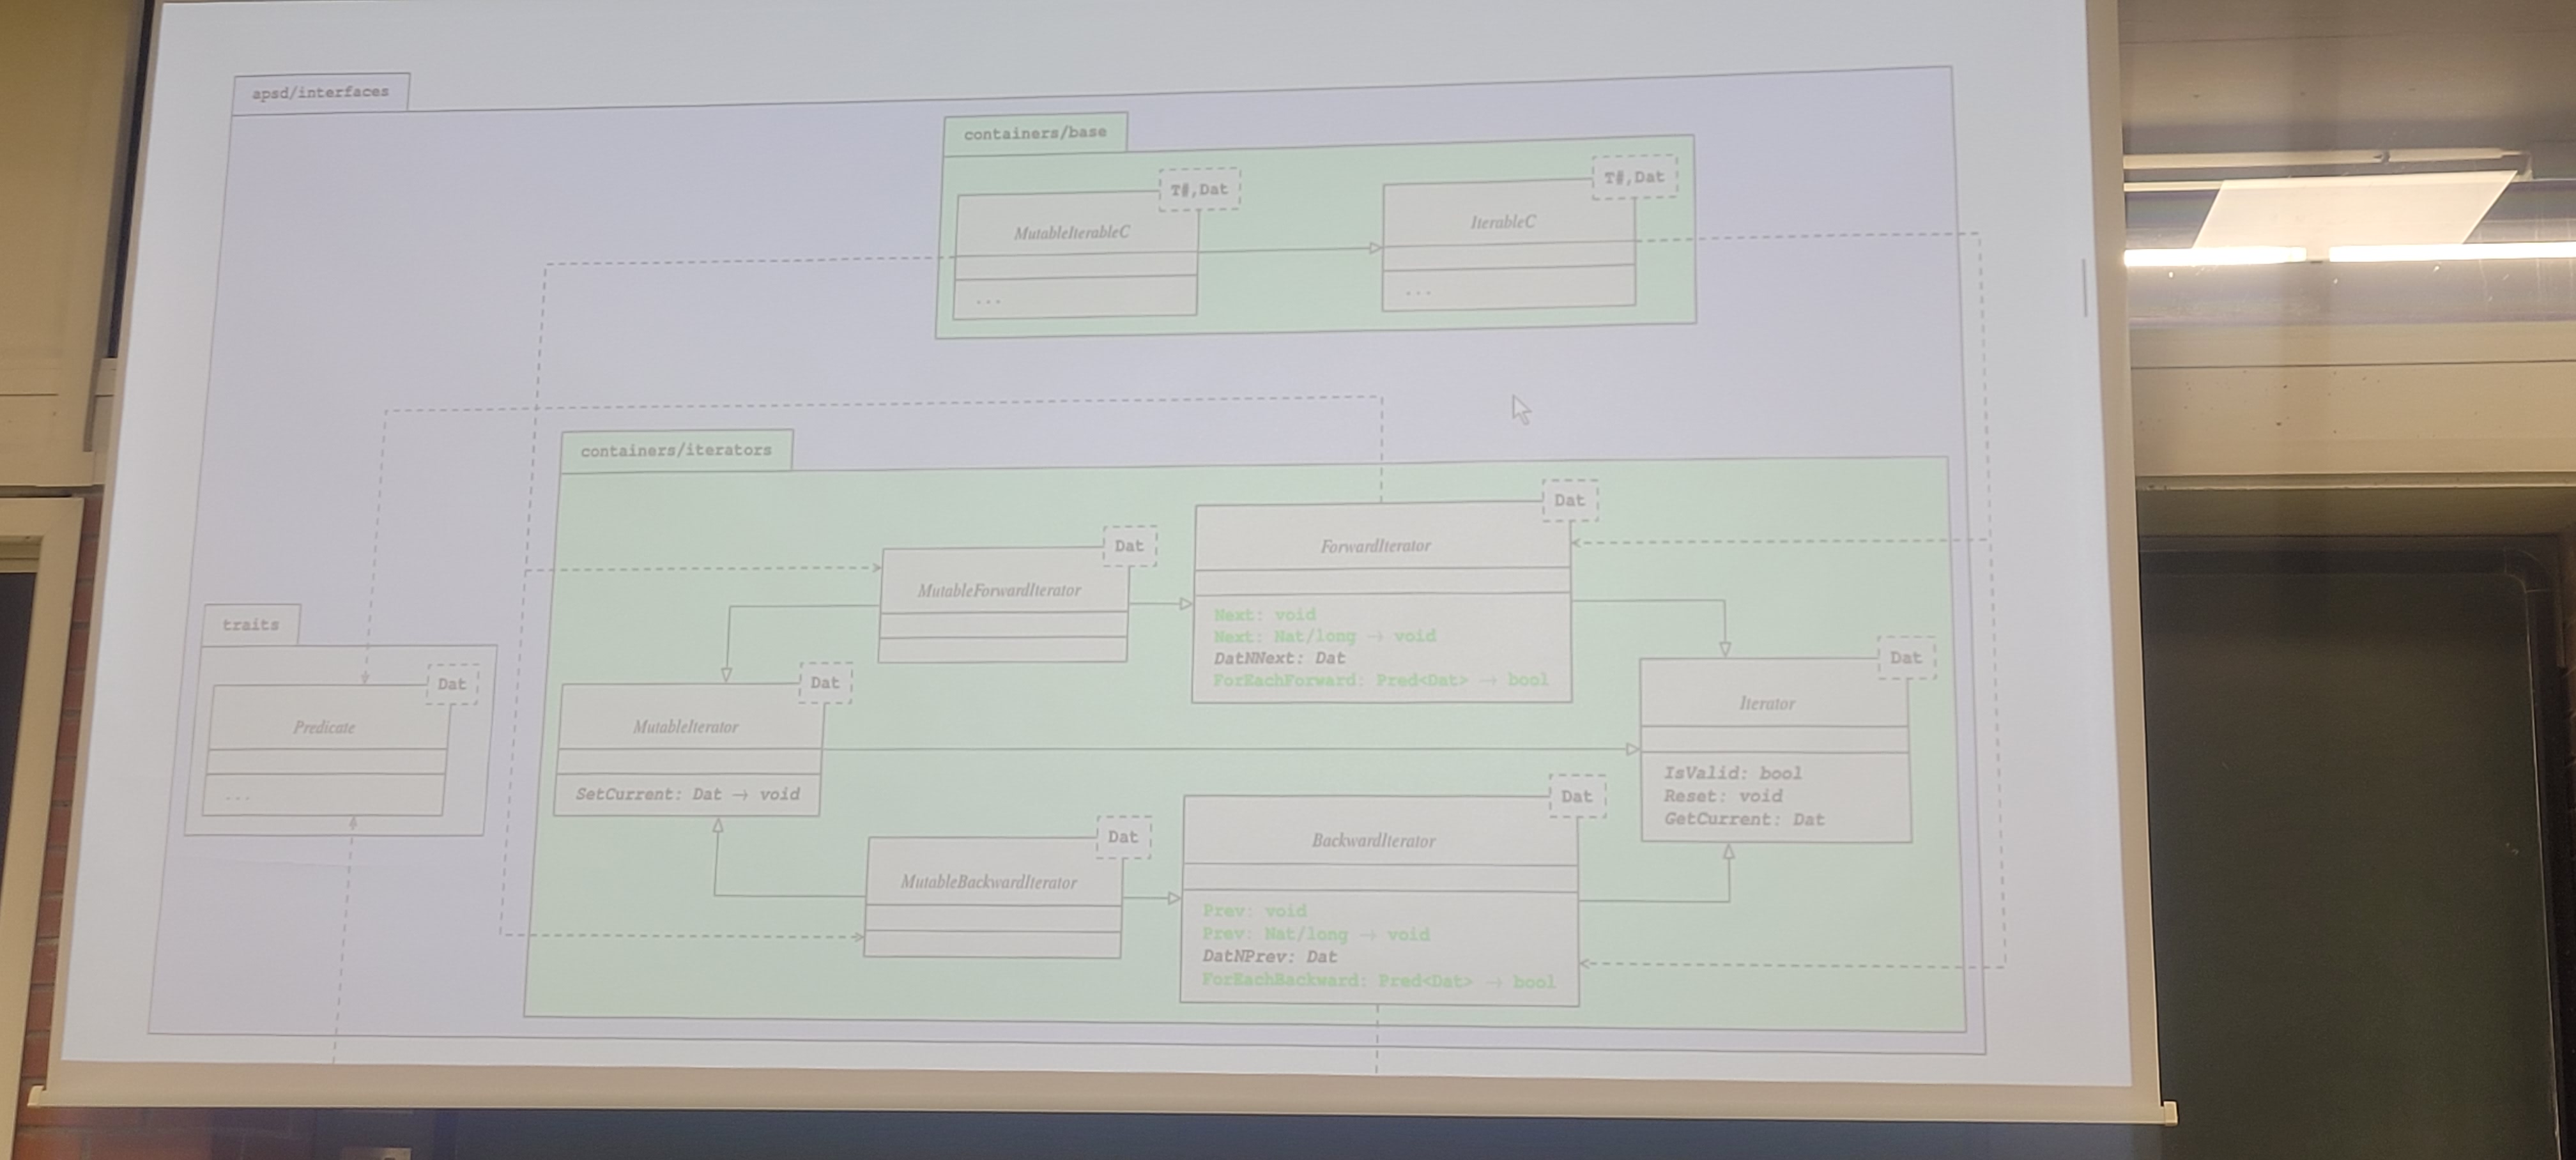 apsd/interfaces
containers/base
T#,Dat
MutableIterableC
...
T#,Dat
IterableC
...
containers/iterators
Dat
MutableForwardIterator
Dat
ForwardIterator
Next: void
Next: Nat/long → void
DatNNext: Dat
ForEachForward: Pred<Dat> → bool
traits
Dat
Predicate
...
Dat
MutableIterator
SetCurrent: Dat → void
Dat
Iterator
IsValid: bool
Reset: void
GetCurrent: Dat
Dat
MutableBackwardIterator
Dat
BackwardIterator
Prev: void
Prev: Nat/long → void
DatNPrev: Dat
ForEachBackward: Pred<Dat> → bool